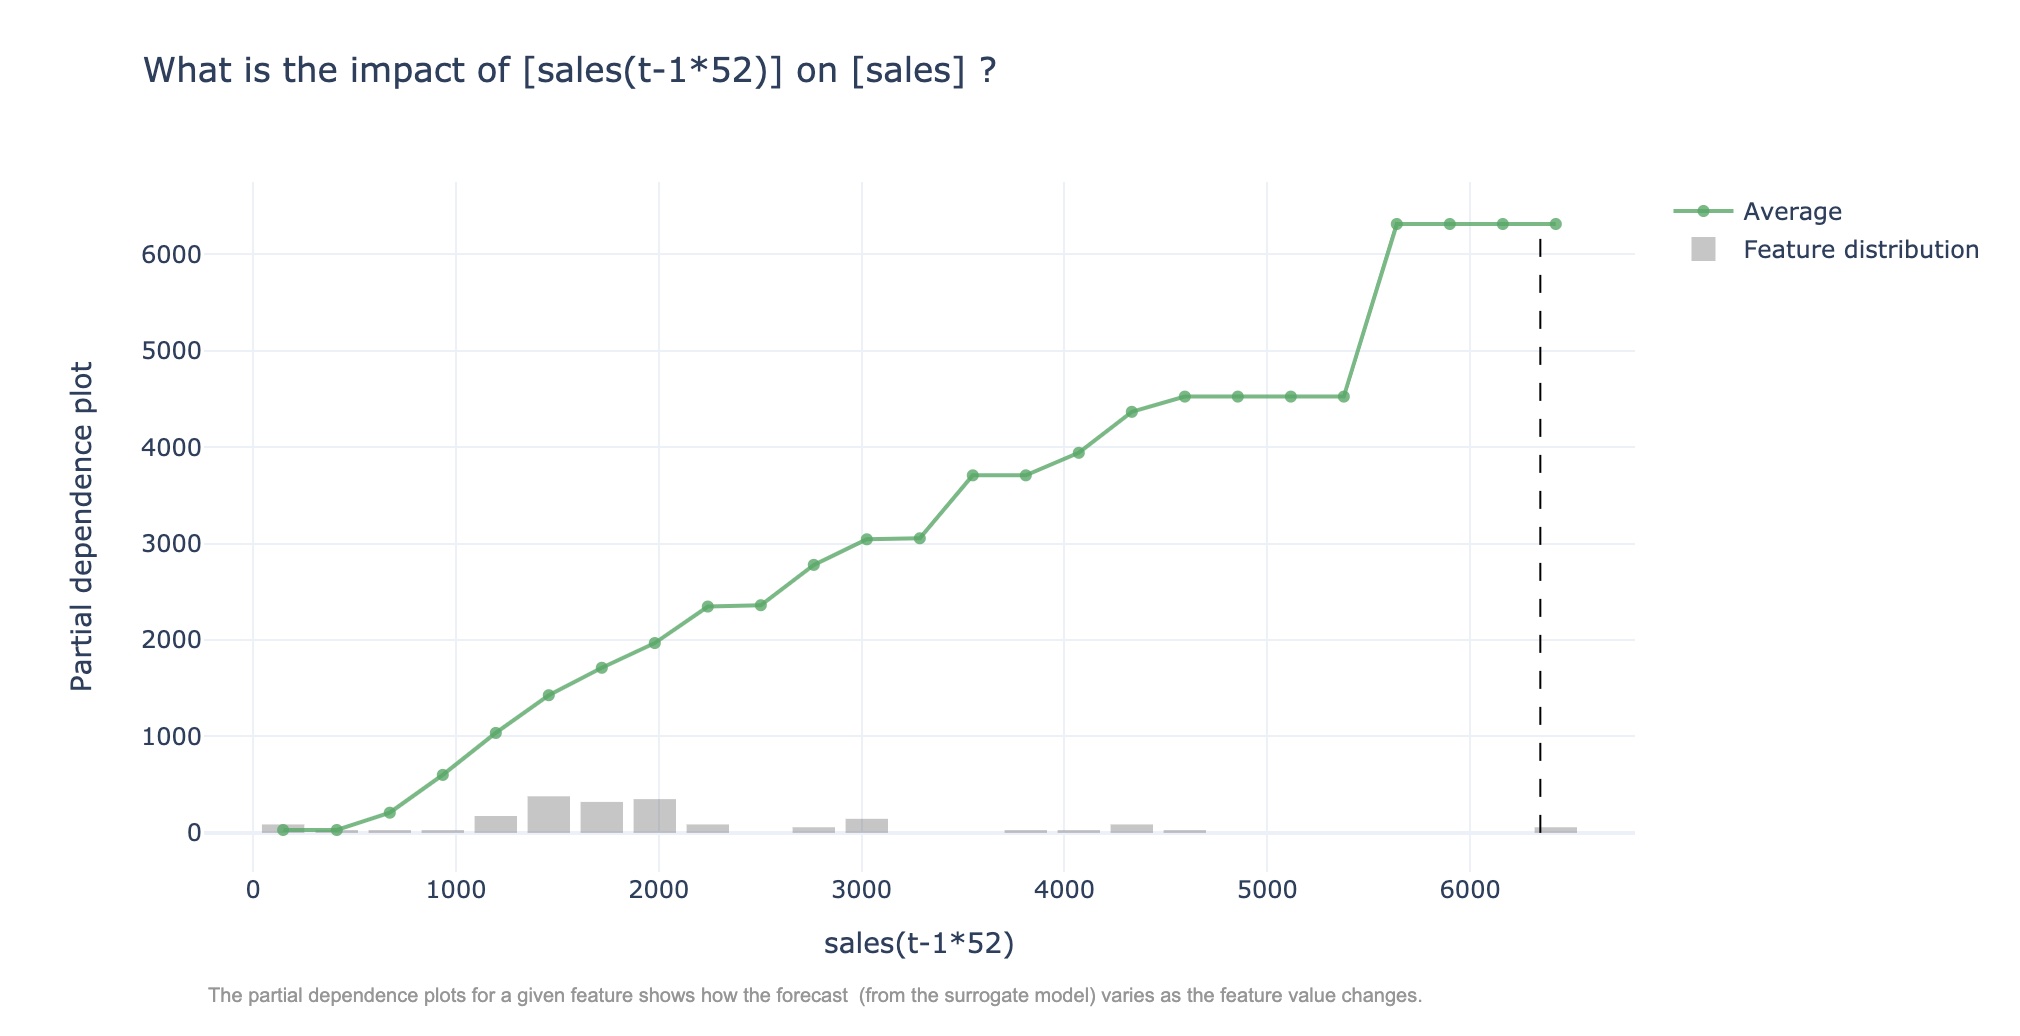 What is the impact of [sales(t-1*52)] on [sales] ?
Average
Feature distribution
Partial dependence plot
6000
5000
4000
3000
2000
1000
0
0 1000 2000 3000 4000 5000 6000
sales(t-1*52)
The partial dependence plots for a given feature shows how the forecast  (from the surrogate model) varies as the feature value changes.